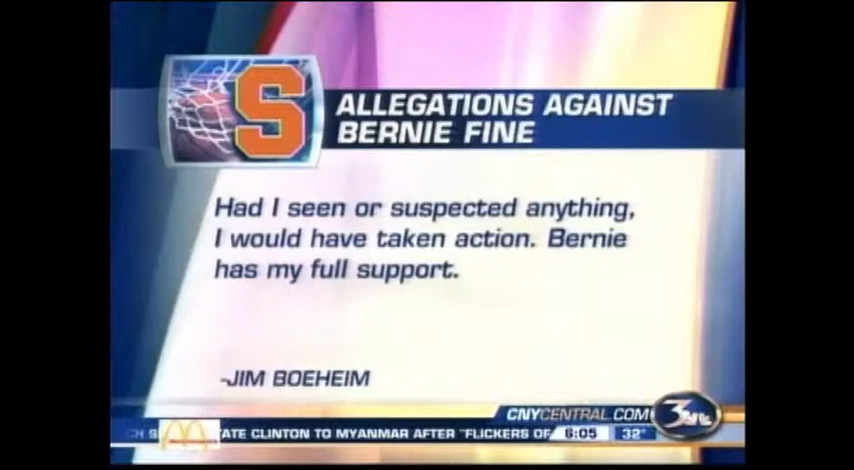 S
ALLEGATIONS AGAINST
BERNIE FINE
Had I seen or suspected anything,
I would have taken action. Bernie
has my full support.
-JIM BOEHEIM
CNYCENTRAL.COM
3
ATE CLINTON TO MYANMAR AFTER "FLICKERS OF 6:05 32°